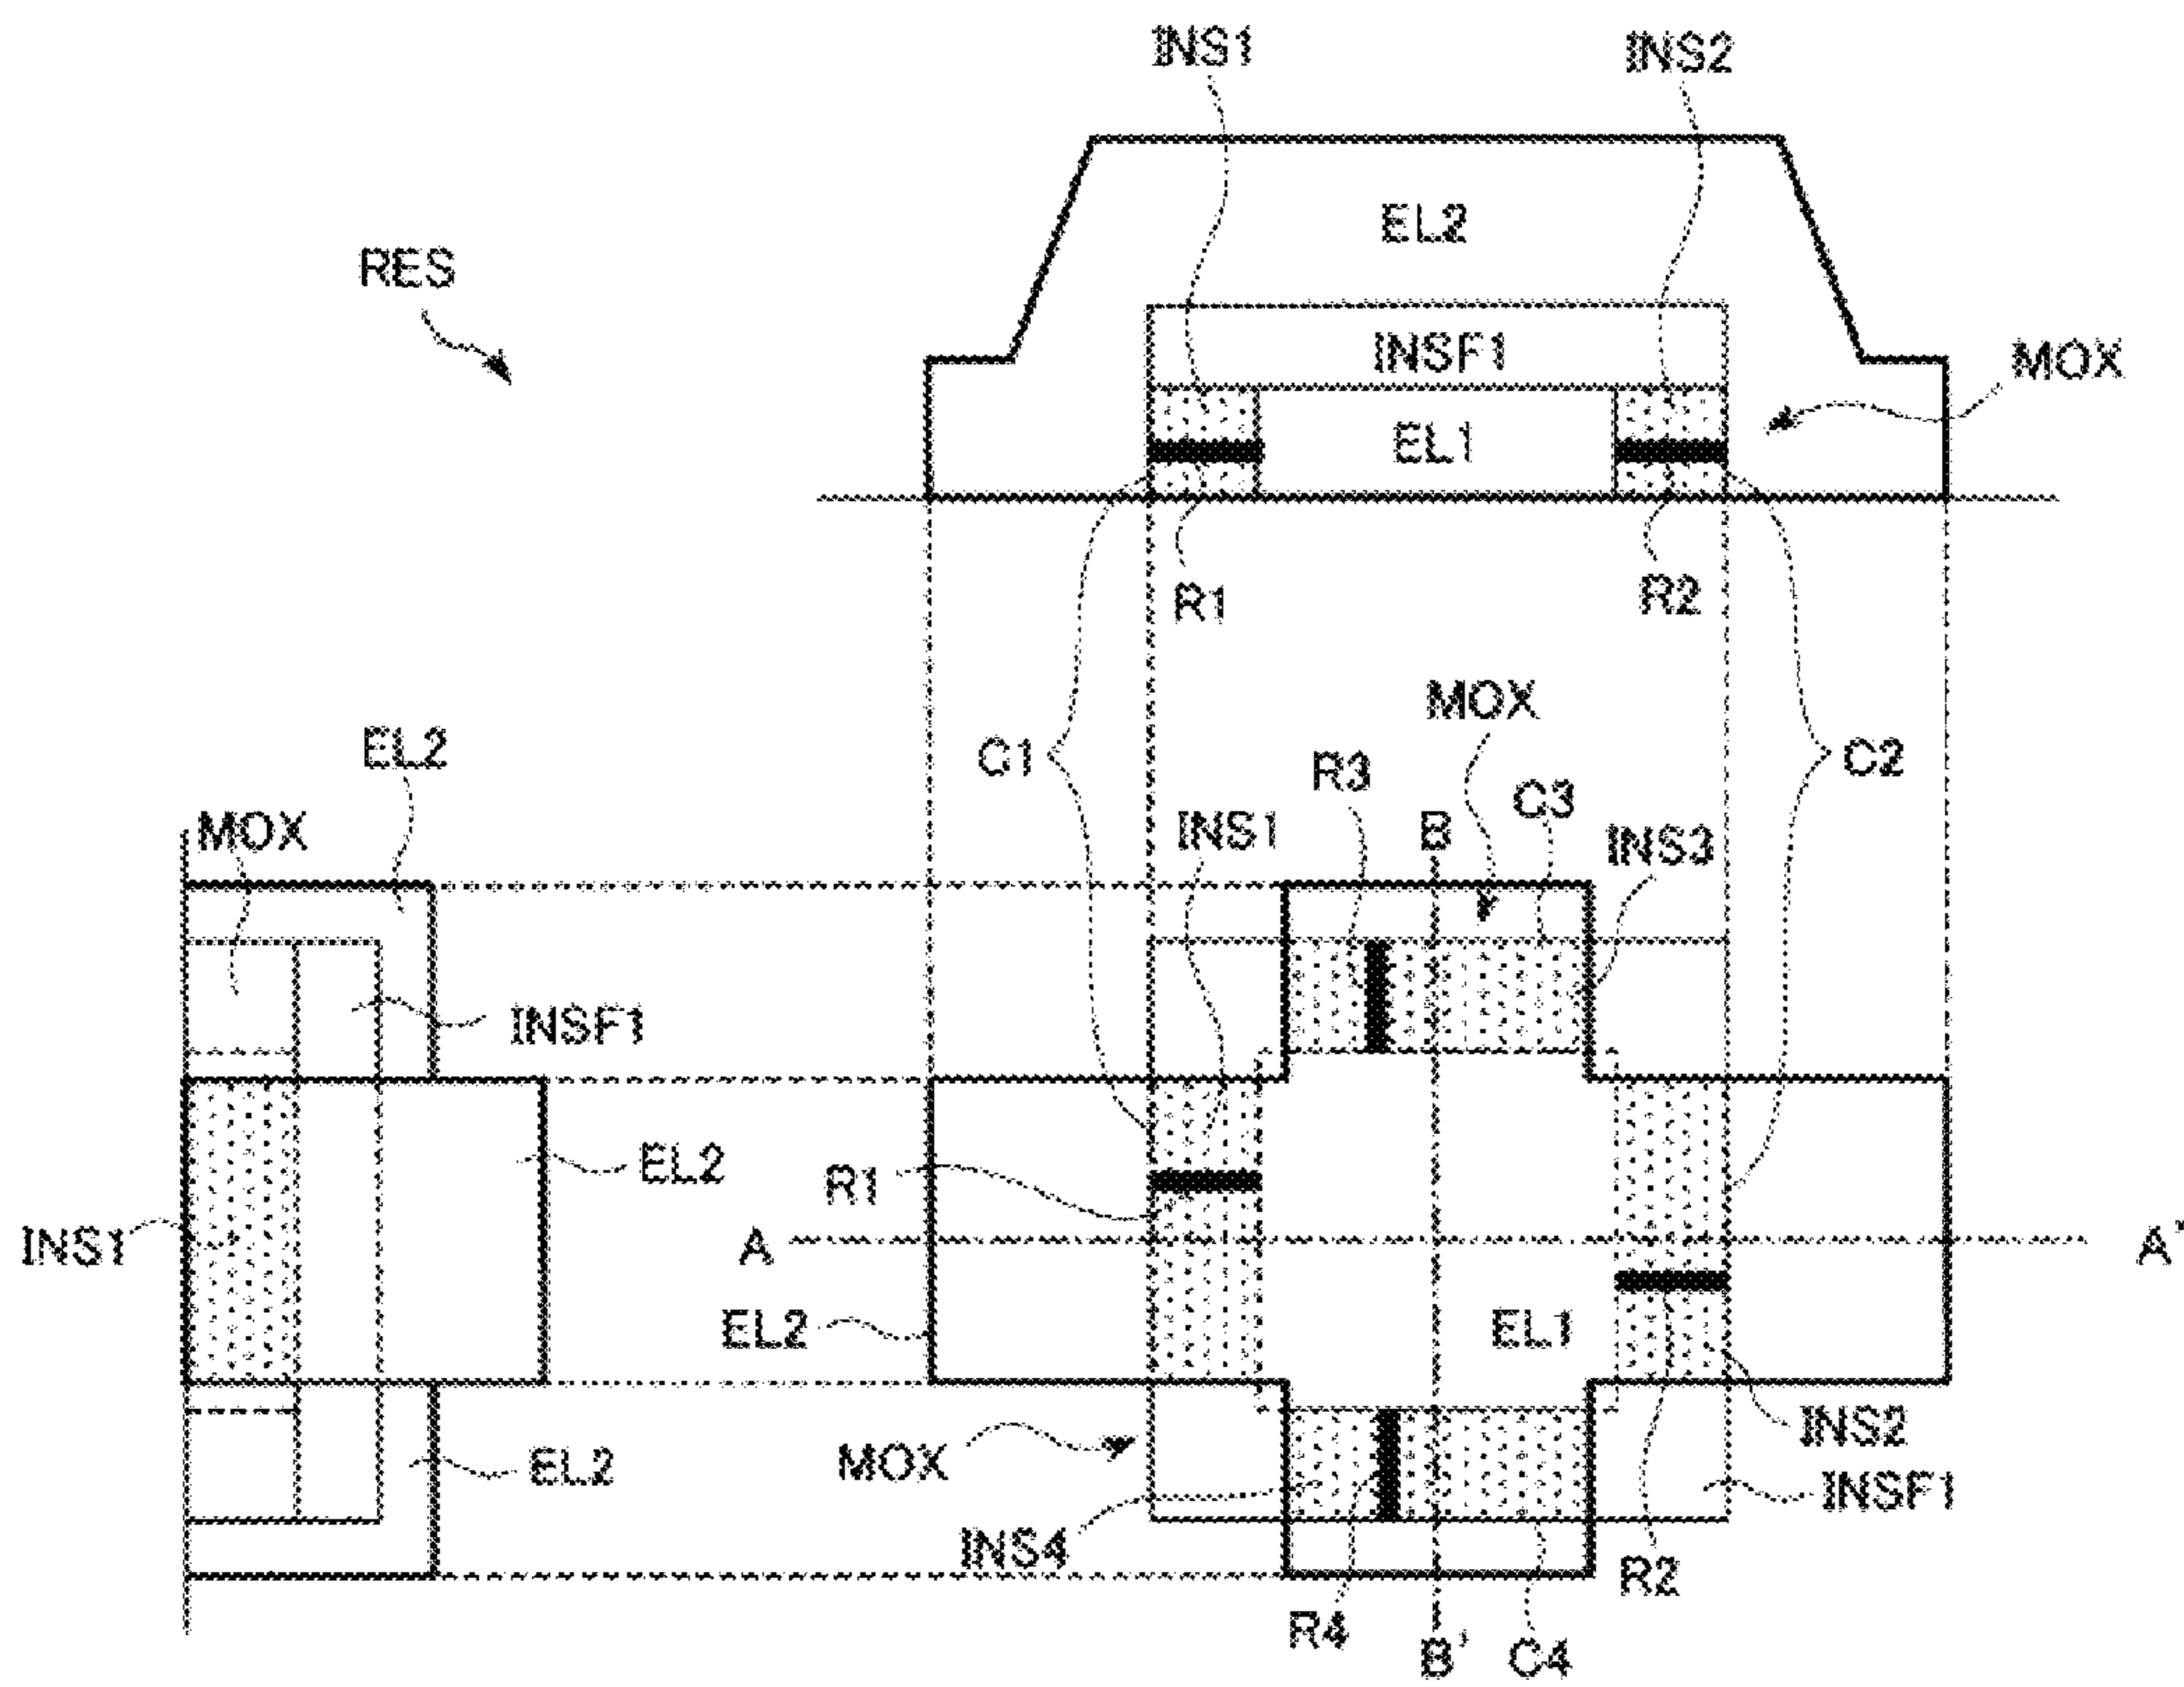 INS1
INS2
EL2
RES
INSF1
MOX
EL1
R1
R2
MOX
EL2
C1
C2
R3
C3
MOX
INS1
B
INS3
INSF1
EL2
R1
INS1
A
A'
EL2
EL1
INS2
MOX
EL2
INSF1
INS4
R2
R4
B'
C4